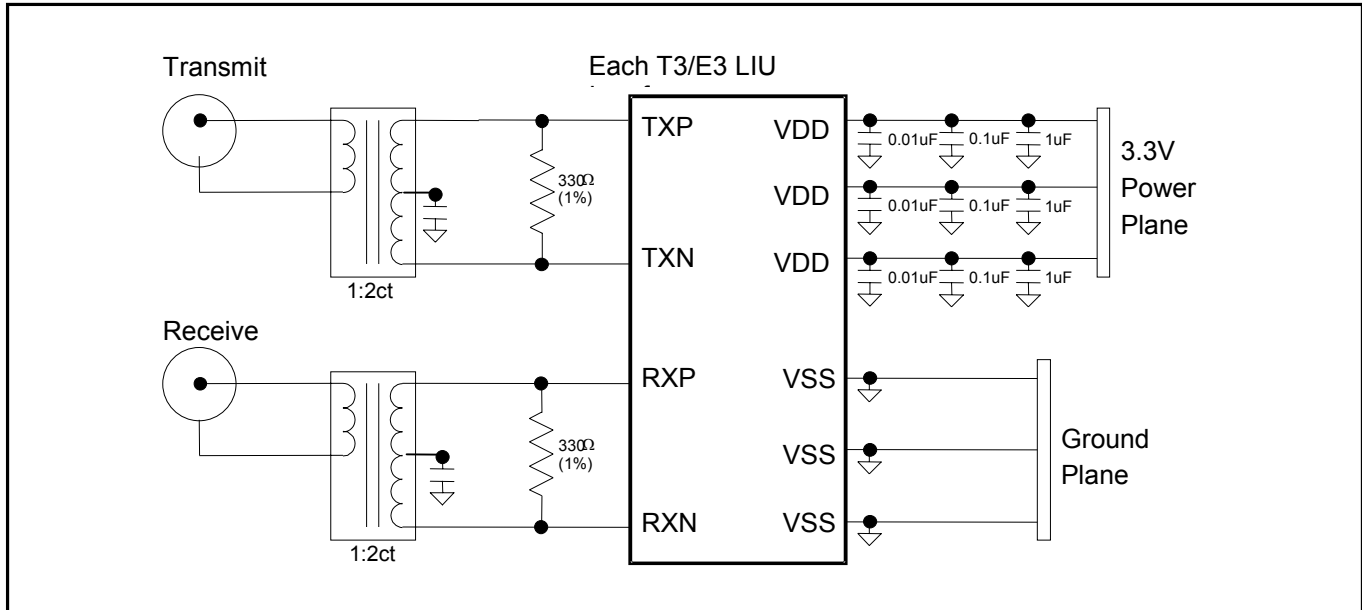 Transmit
Each T3/E3 LIU
TXP
VDD
0.01uF
0.1uF
1uF
3.3V
Power
Plane
330Ω
(1%)
VDD
0.01uF
0.1uF
1uF
TXN
VDD
0.01uF
0.1uF
1uF
1:2ct
Receive
RXP
VSS
330Ω
(1%)
VSS
Ground
Plane
RXN
VSS
1:2ct